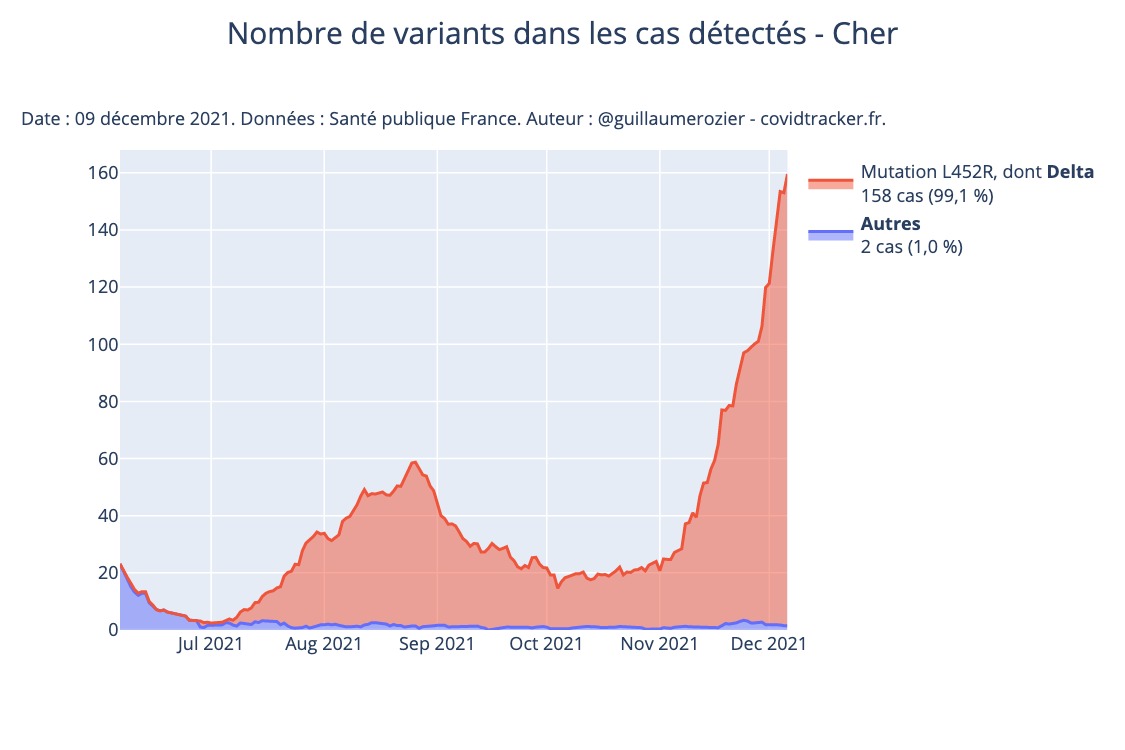 Nombre de variants dans les cas détectés - Cher
Date : 09 décembre 2021. Données : Santé publique France. Auteur : @guillaumerozier - covidtracker.fr.
160
140
120
100
80
60
40
20
0
Jul 2021
Aug 2021
Sep 2021
Oct 2021
Nov 2021
Dec 2021
Mutation L452R, dont Delta
158 cas (99,1 %)
Autres
2 cas (1,0 %)